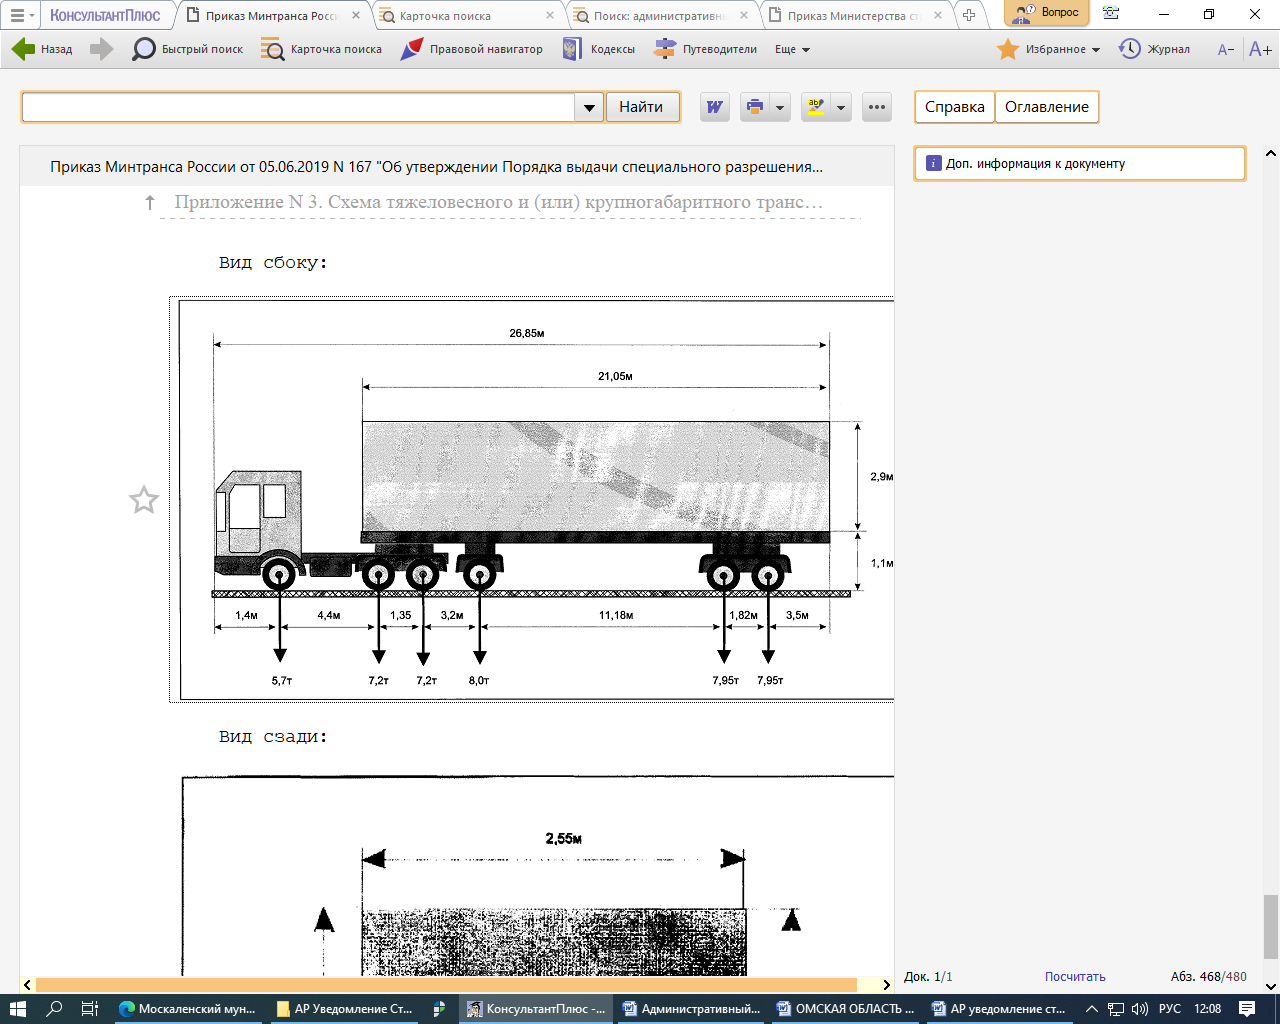 КонсультантПлюс
Приказ Минтранса Росси
Карточка поиска
Поиск: административн
Приказ Министерства ст
Вопрос
Назад
Быстрый поиск
Карточка поиска
Правовой навигатор
Кодексы
Путеводители
Еще
Избранное
Журнал
A−
A+
Найти
W
ab
Справка
Оглавление
Приказ Минтранса России от 05.06.2019 N 167 "Об утверждении Порядка выдачи специального разрешения...
i Доп. информация к документу
Приложение N 3. Схема тяжеловесного и (или) крупногабаритного транс...
Вид сбоку:
26,85м
21,05м
2,9м
1,1м
1,4м 4,4м 1,35 3,2м 11,18м 1,82м 3,5м
5,7т 7,2т 7,2т 8,0т 7,95т 7,95т
Вид сзади:
2,55м
Док. 1/1
Посчитать
Абз. 468/480
Москаленский мун...
АР Уведомление Ст...
КонсультантПлюс -...
Административный...
ОМСКАЯ ОБЛАСТЬ ...
АР уведомление ст...
РУС
12:08